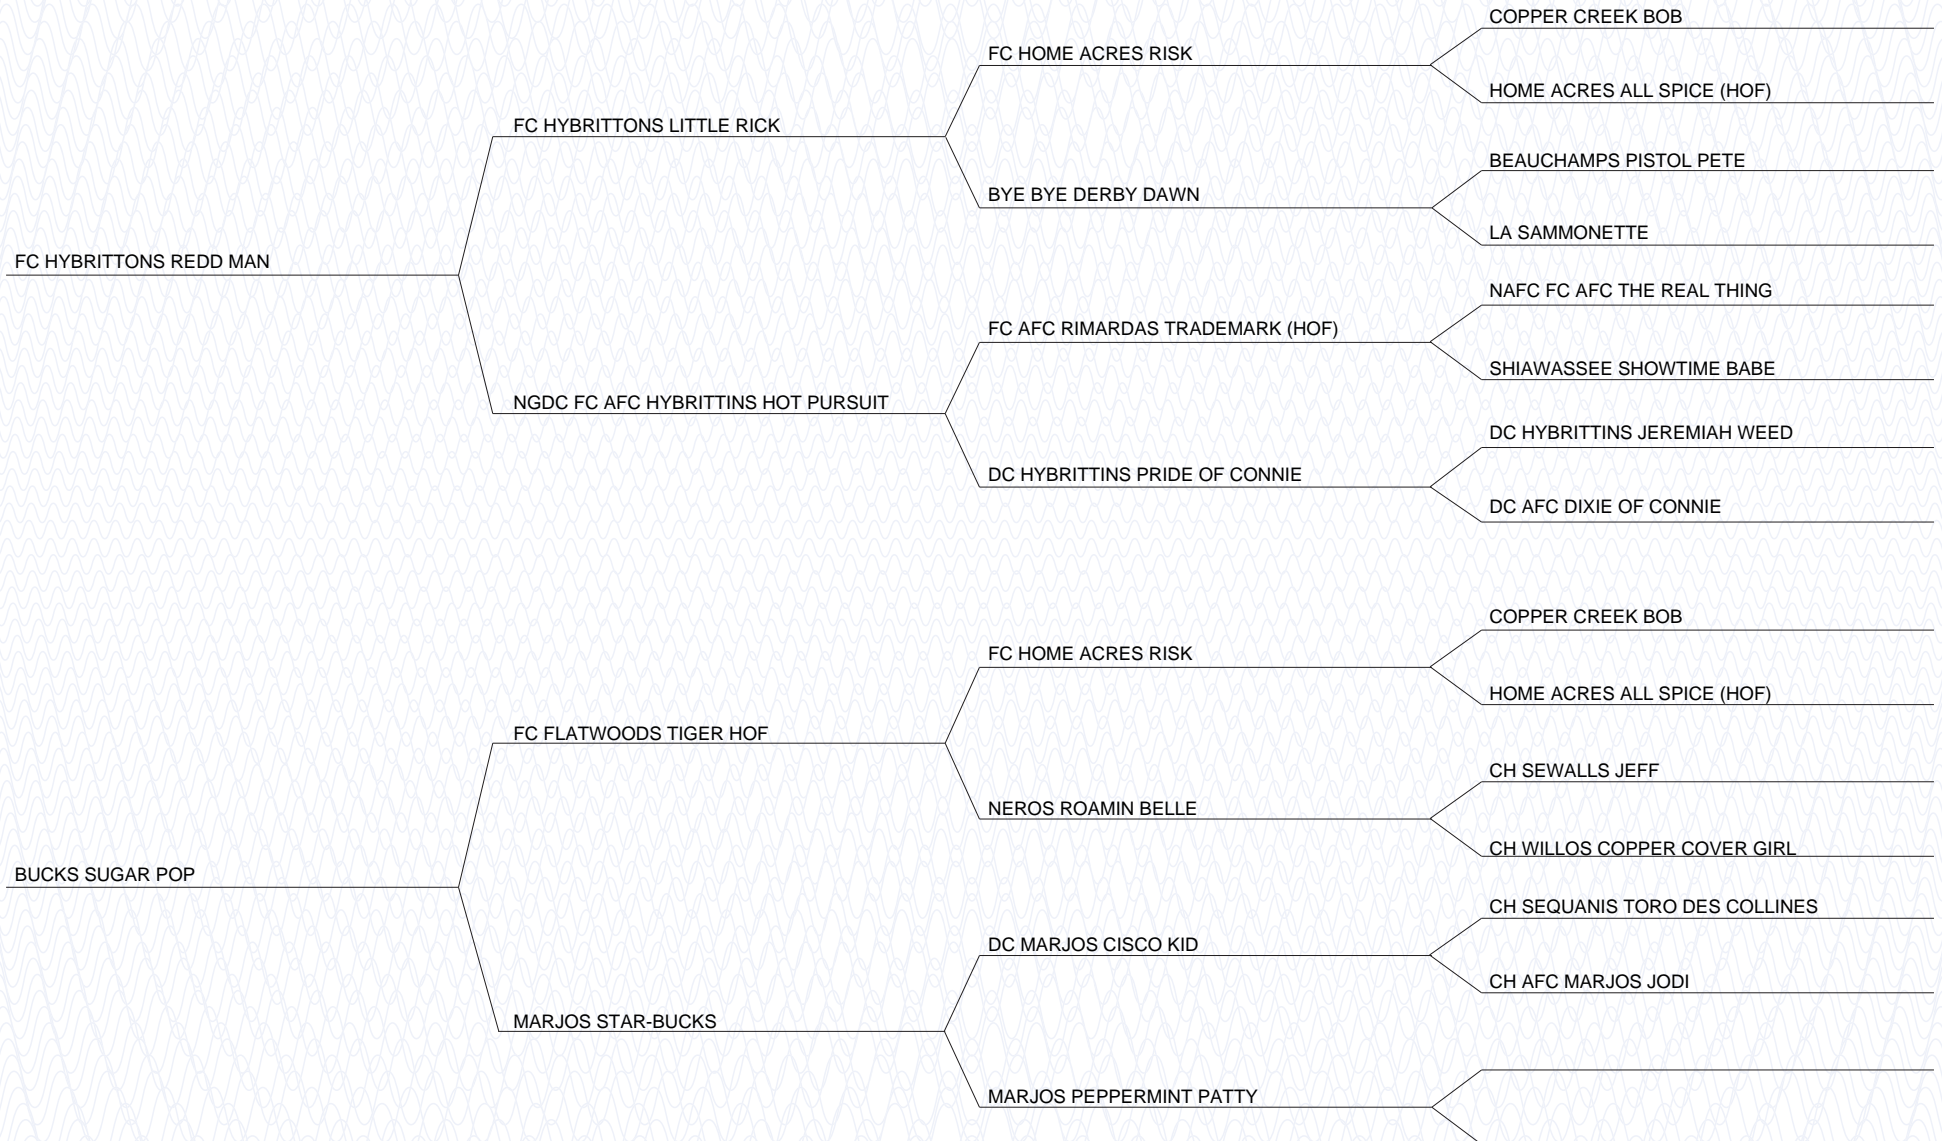 COPPER CREEK BOB
FC HOME ACRES RISK
HOME ACRES ALL SPICE (HOF)
FC HYBRITTONS LITTLE RICK
BEAUCHAMPS PISTOL PETE
BYE BYE DERBY DAWN
LA SAMMONETTE
FC HYBRITTONS REDD MAN
NAFC FC AFC THE REAL THING
FC AFC RIMARDAS TRADEMARK (HOF)
SHIAWASSEE SHOWTIME BABE
NGDC FC AFC HYBRITTINS HOT PURSUIT
DC HYBRITTINS JEREMIAH WEED
DC HYBRITTINS PRIDE OF CONNIE
DC AFC DIXIE OF CONNIE
COPPER CREEK BOB
FC HOME ACRES RISK
HOME ACRES ALL SPICE (HOF)
FC FLATWOODS TIGER HOF
CH SEWALLS JEFF
NEROS ROAMIN BELLE
CH WILLOS COPPER COVER GIRL
BUCKS SUGAR POP
CH SEQUANIS TORO DES COLLINES
DC MARJOS CISCO KID
CH AFC MARJOS JODI
MARJOS STAR-BUCKS
MARJOS PEPPERMINT PATTY